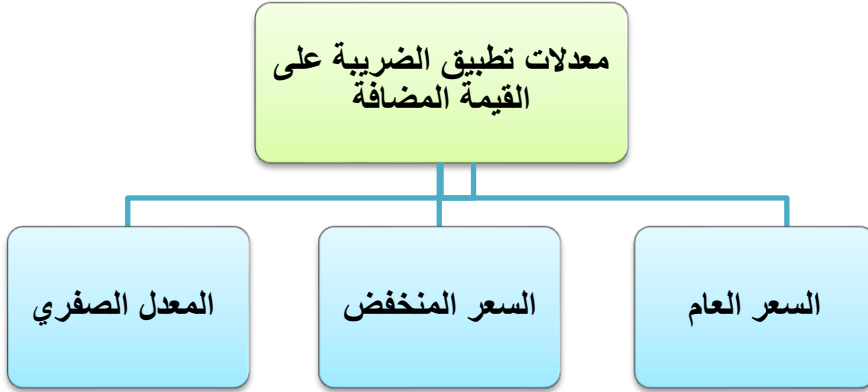 معدلات تطبيق الضريبة على
القيمة المضافة
السعر العام
السعر المنخفض
المعدل الصفري